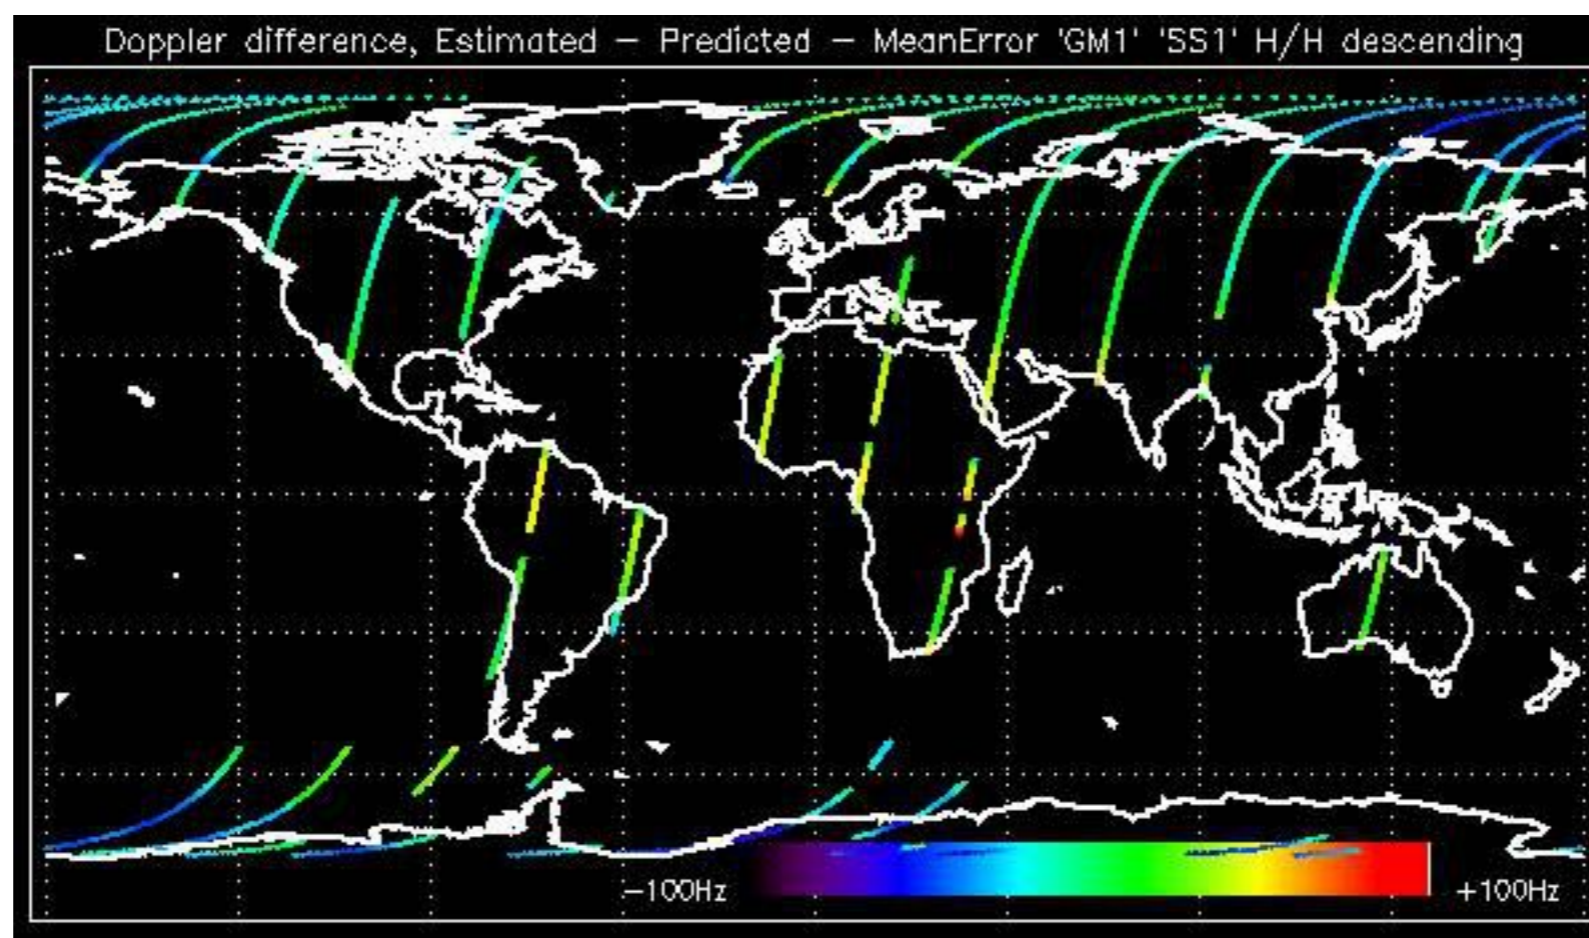 Doppler difference, Estimated – Predicted – MeanError 'GM1' 'SS1' H/H descending
–100Hz
+100Hz